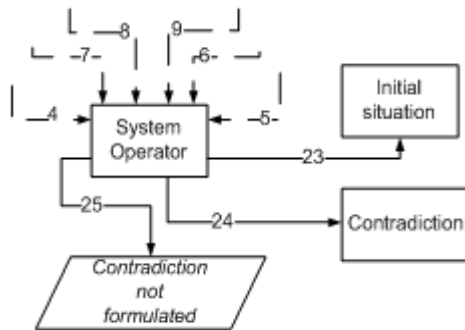 8
9
7
6
Initial
situation
4
System
Operator
5
23
25
24
Contradiction
Contradiction
not
formulated